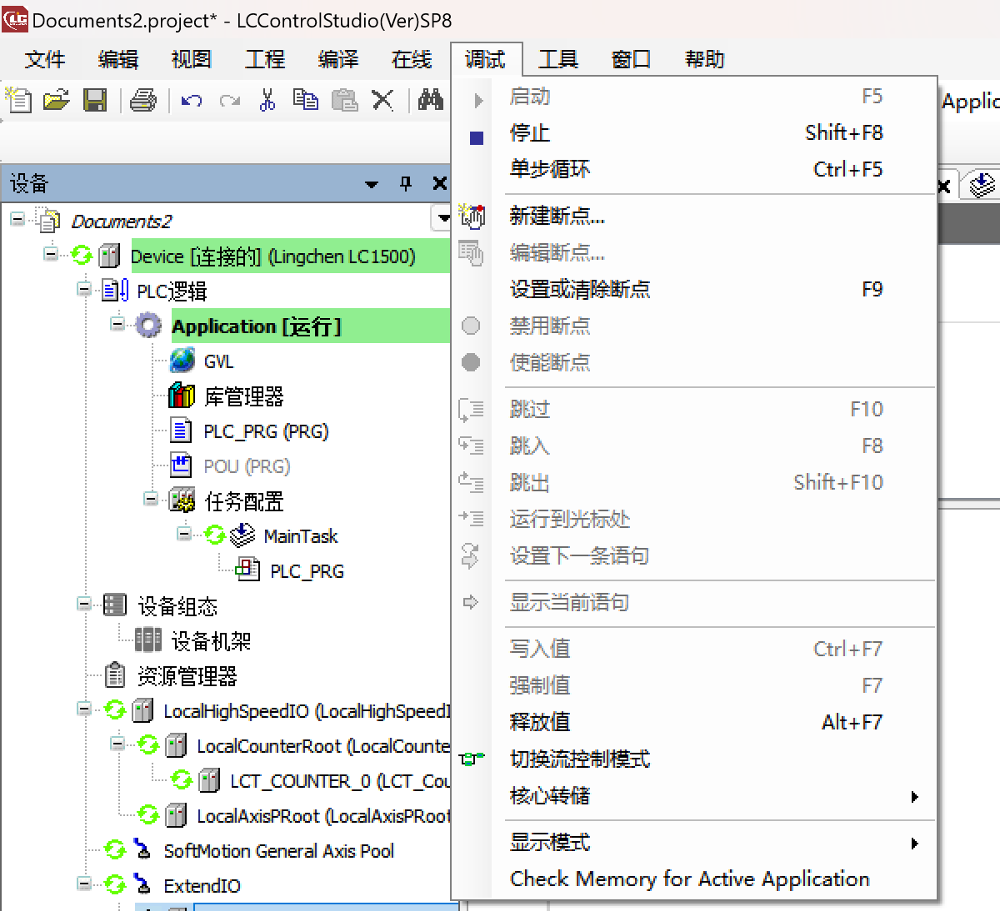 Documents2.project* - LCControlStudio(Ver)SP8
文件 编辑 视图 工程 编译 在线 调试 工具 窗口 帮助
Applic
设备
Documents2
Device [连接的] (Lingchen LC1500)
PLC逻辑
Application [运行]
GVL
库管理器
PLC_PRG (PRG)
POU (PRG)
任务配置
MainTask
PLC_PRG
设备组态
设备机架
资源管理器
LocalHighSpeedIO (LocalHighSpeedI
LocalCounterRoot (LocalCounte
LCT_COUNTER_0 (LCT_Cou
LocalAxisPRoot (LocalAxisPRoot
SoftMotion General Axis Pool
ExtendIO
启动 F5
停止 Shift+F8
单步循环 Ctrl+F5
新建断点...
编辑断点...
设置或清除断点 F9
禁用断点
使能断点
跳过 F10
跳入 F8
跳出 Shift+F10
运行到光标处
设置下一条语句
显示当前语句
写入值 Ctrl+F7
强制值 F7
释放值 Alt+F7
切换流控制模式
核心转储
显示模式
Check Memory for Active Application